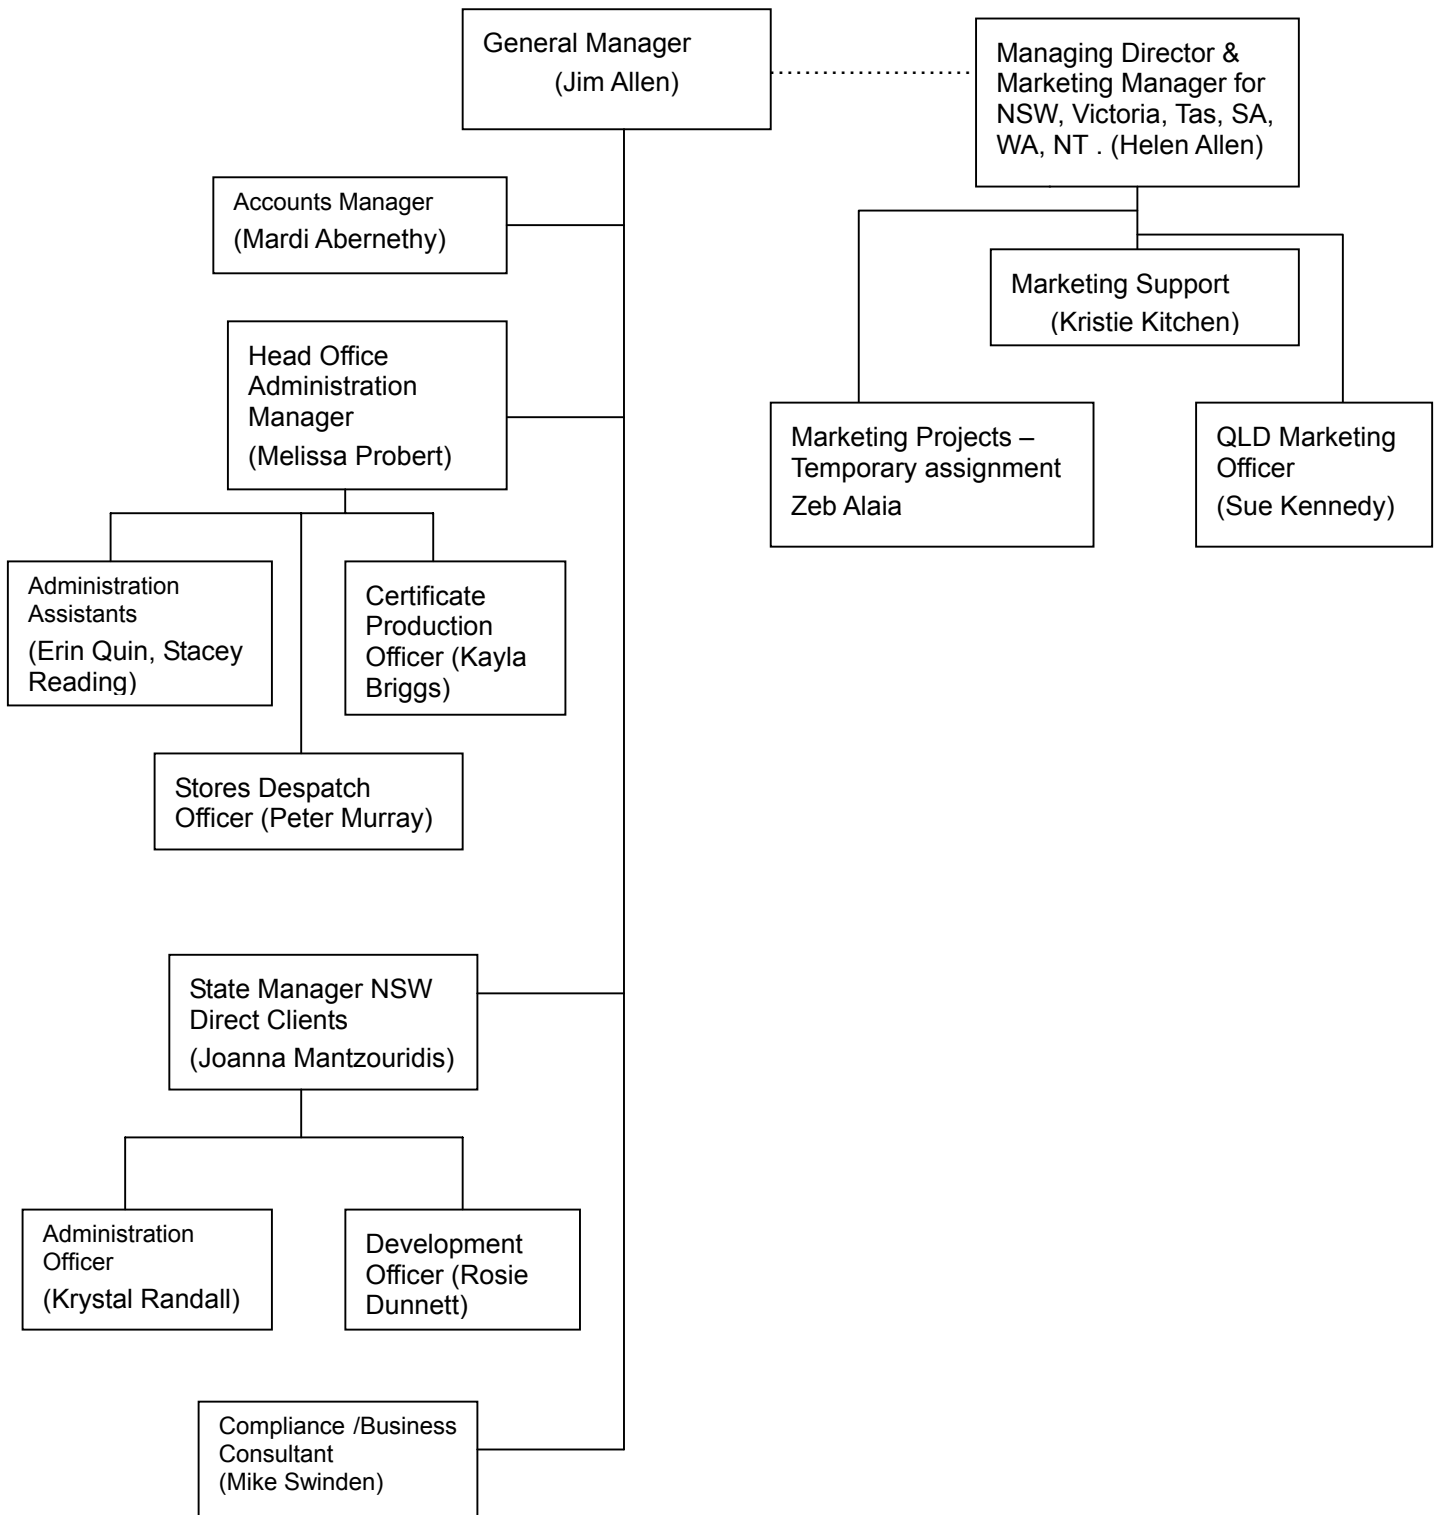 General Manager
(Jim Allen)
Managing Director &
Marketing Manager for
NSW, Victoria, Tas, SA,
WA, NT . (Helen Allen)
Accounts Manager
(Mardi Abernethy)
Marketing Support
(Kristie Kitchen)
Head Office
Administration
Manager
(Melissa Probert)
Marketing Projects –
Temporary assignment
Zeb Alaia
QLD Marketing
Officer
(Sue Kennedy)
Administration
Assistants
(Erin Quin, Stacey
Reading)
Certificate
Production
Officer (Kayla
Briggs)
Stores Despatch
Officer (Peter Murray)
State Manager NSW
Direct Clients
(Joanna Mantzouridis)
Administration
Officer
(Krystal Randall)
Development
Officer (Rosie
Dunnett)
Compliance /Business
Consultant
(Mike Swinden)